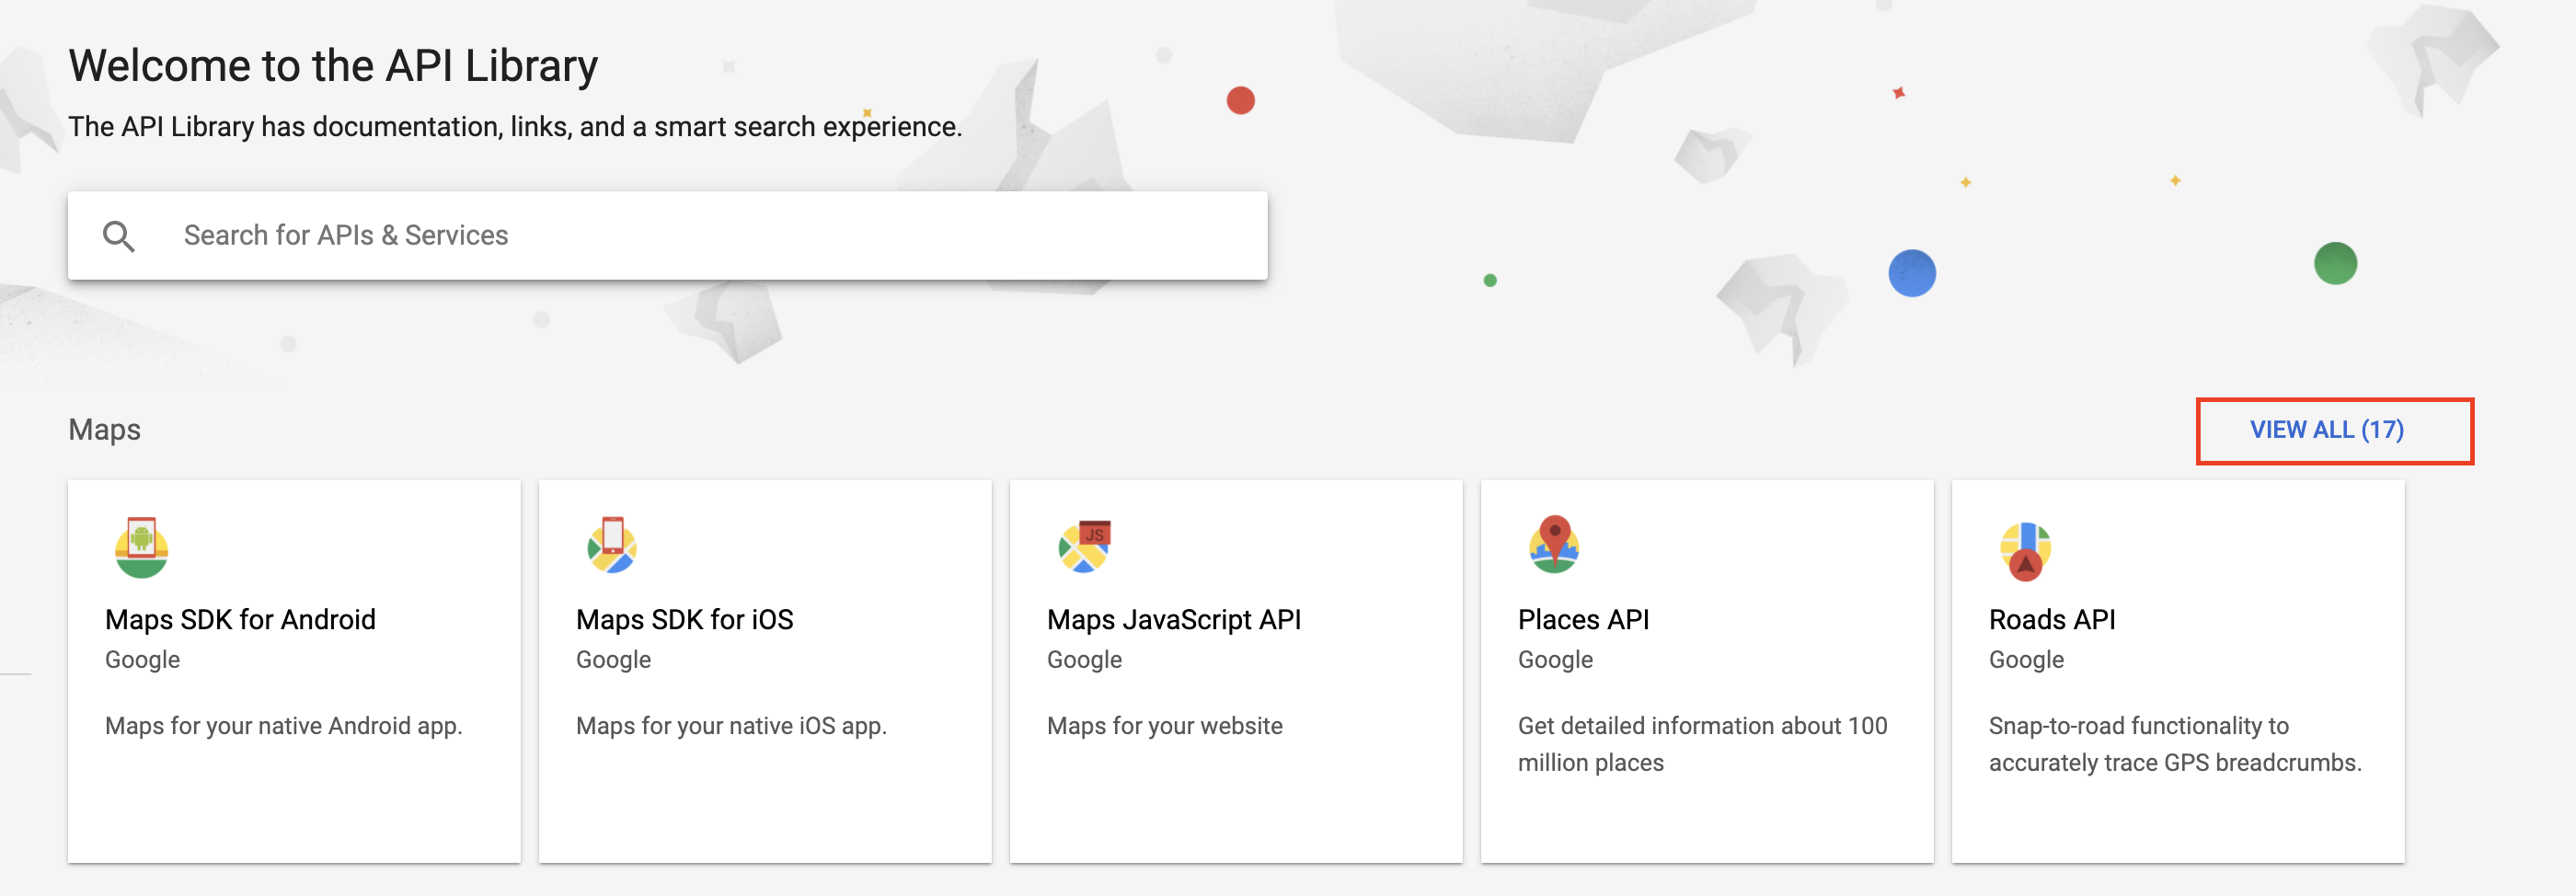 Welcome to the API Library
The API Library has documentation, links, and a smart search experience.
Search for APIs & Services
Maps
VIEW ALL (17)
JS
Maps SDK for Android
Google
Maps for your native Android app.
Maps SDK for iOS
Google
Maps for your native iOS app.
Maps JavaScript API
Google
Maps for your website
Places API
Google
Get detailed information about 100
million places
Roads API
Google
Snap-to-road functionality to
accurately trace GPS breadcrumbs.